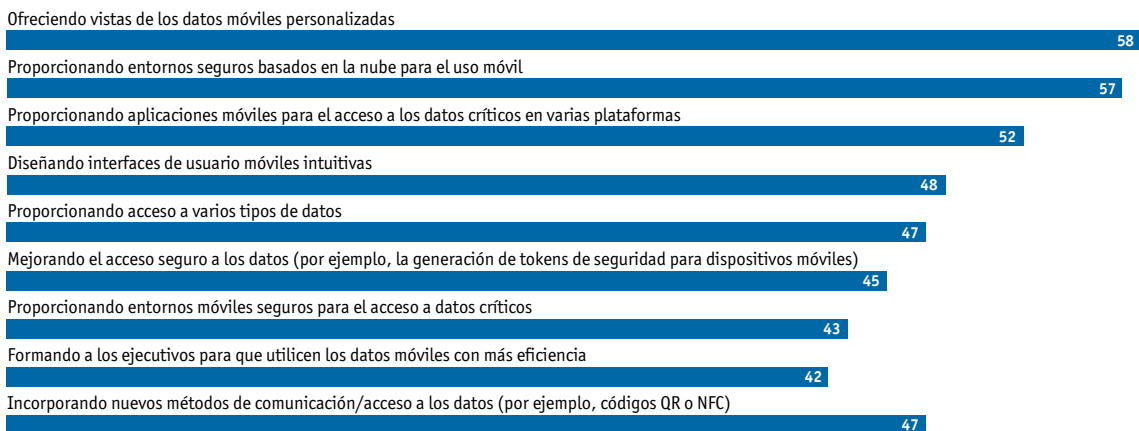 Ofreciendo vistas de los datos móviles personalizadas
58
Proporcionando entornos seguros basados en la nube para el uso móvil
57
Proporcionando aplicaciones móviles para el acceso a los datos críticos en varias plataformas
52
Diseñando interfaces de usuario móviles intuitivas
48
Proporcionando acceso a varios tipos de datos
47
Mejorando el acceso seguro a los datos (por ejemplo, la generación de tokens de seguridad para dispositivos móviles)
45
Proporcionando entornos móviles seguros para el acceso a datos críticos
43
Formando a los ejecutivos para que utilicen los datos móviles con más eficiencia
42
Incorporando nuevos métodos de comunicación/acceso a los datos (por ejemplo, códigos QR o NFC)
47